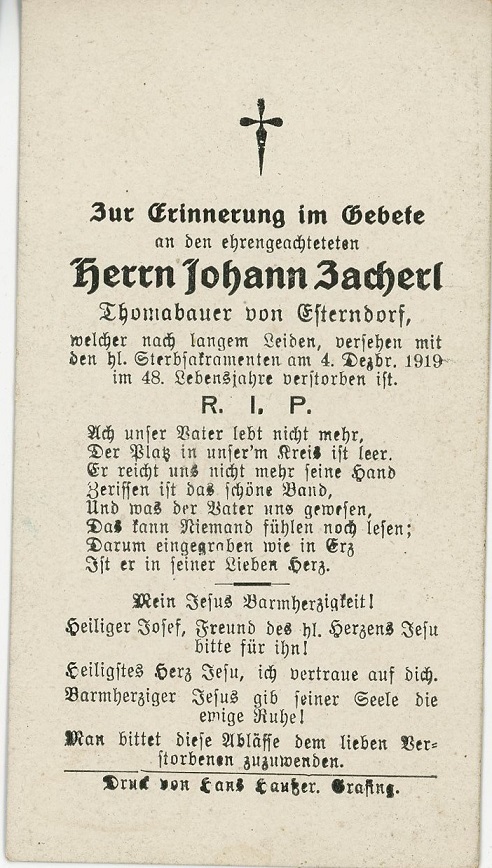 Zur Erinnerung im Gebete
an den ehrengeachteteten
Herrn Johann Zacherl
Thomabauer von Esterndorf,
welcher nach langem Leiden, versehen mit
den hl. Sterbsakramenten am 4. Dezbr. 1919
im 48. Lebensjahre verstorben ist.
R. I. P.
Ach unser Vater lebt nicht mehr,
Der Platz in unser'm Kreis ist leer.
Er reicht uns nicht mehr seine Hand
Zerissen ist das schöne Band,
Und was der Vater uns gewesen,
Das kann Niemand fühlen noch lesen;
Darum eingegraben wie in Erz
Ist er in seiner Lieben Herz.
Mein Jesus Barmherzigkeit!
Heiliger Josef, Freund des hl. Herzens Jesu
bitte für ihn!
Heiligstes Herz Jesu, ich vertraue auf dich.
Barmherziger Jesus gib seiner Seele die
ewige Ruhe!
Man bittet diese Ablässe dem lieben Ver-
storbenen zuzuwenden.
Druck von Hans Hautzer. Grafing.